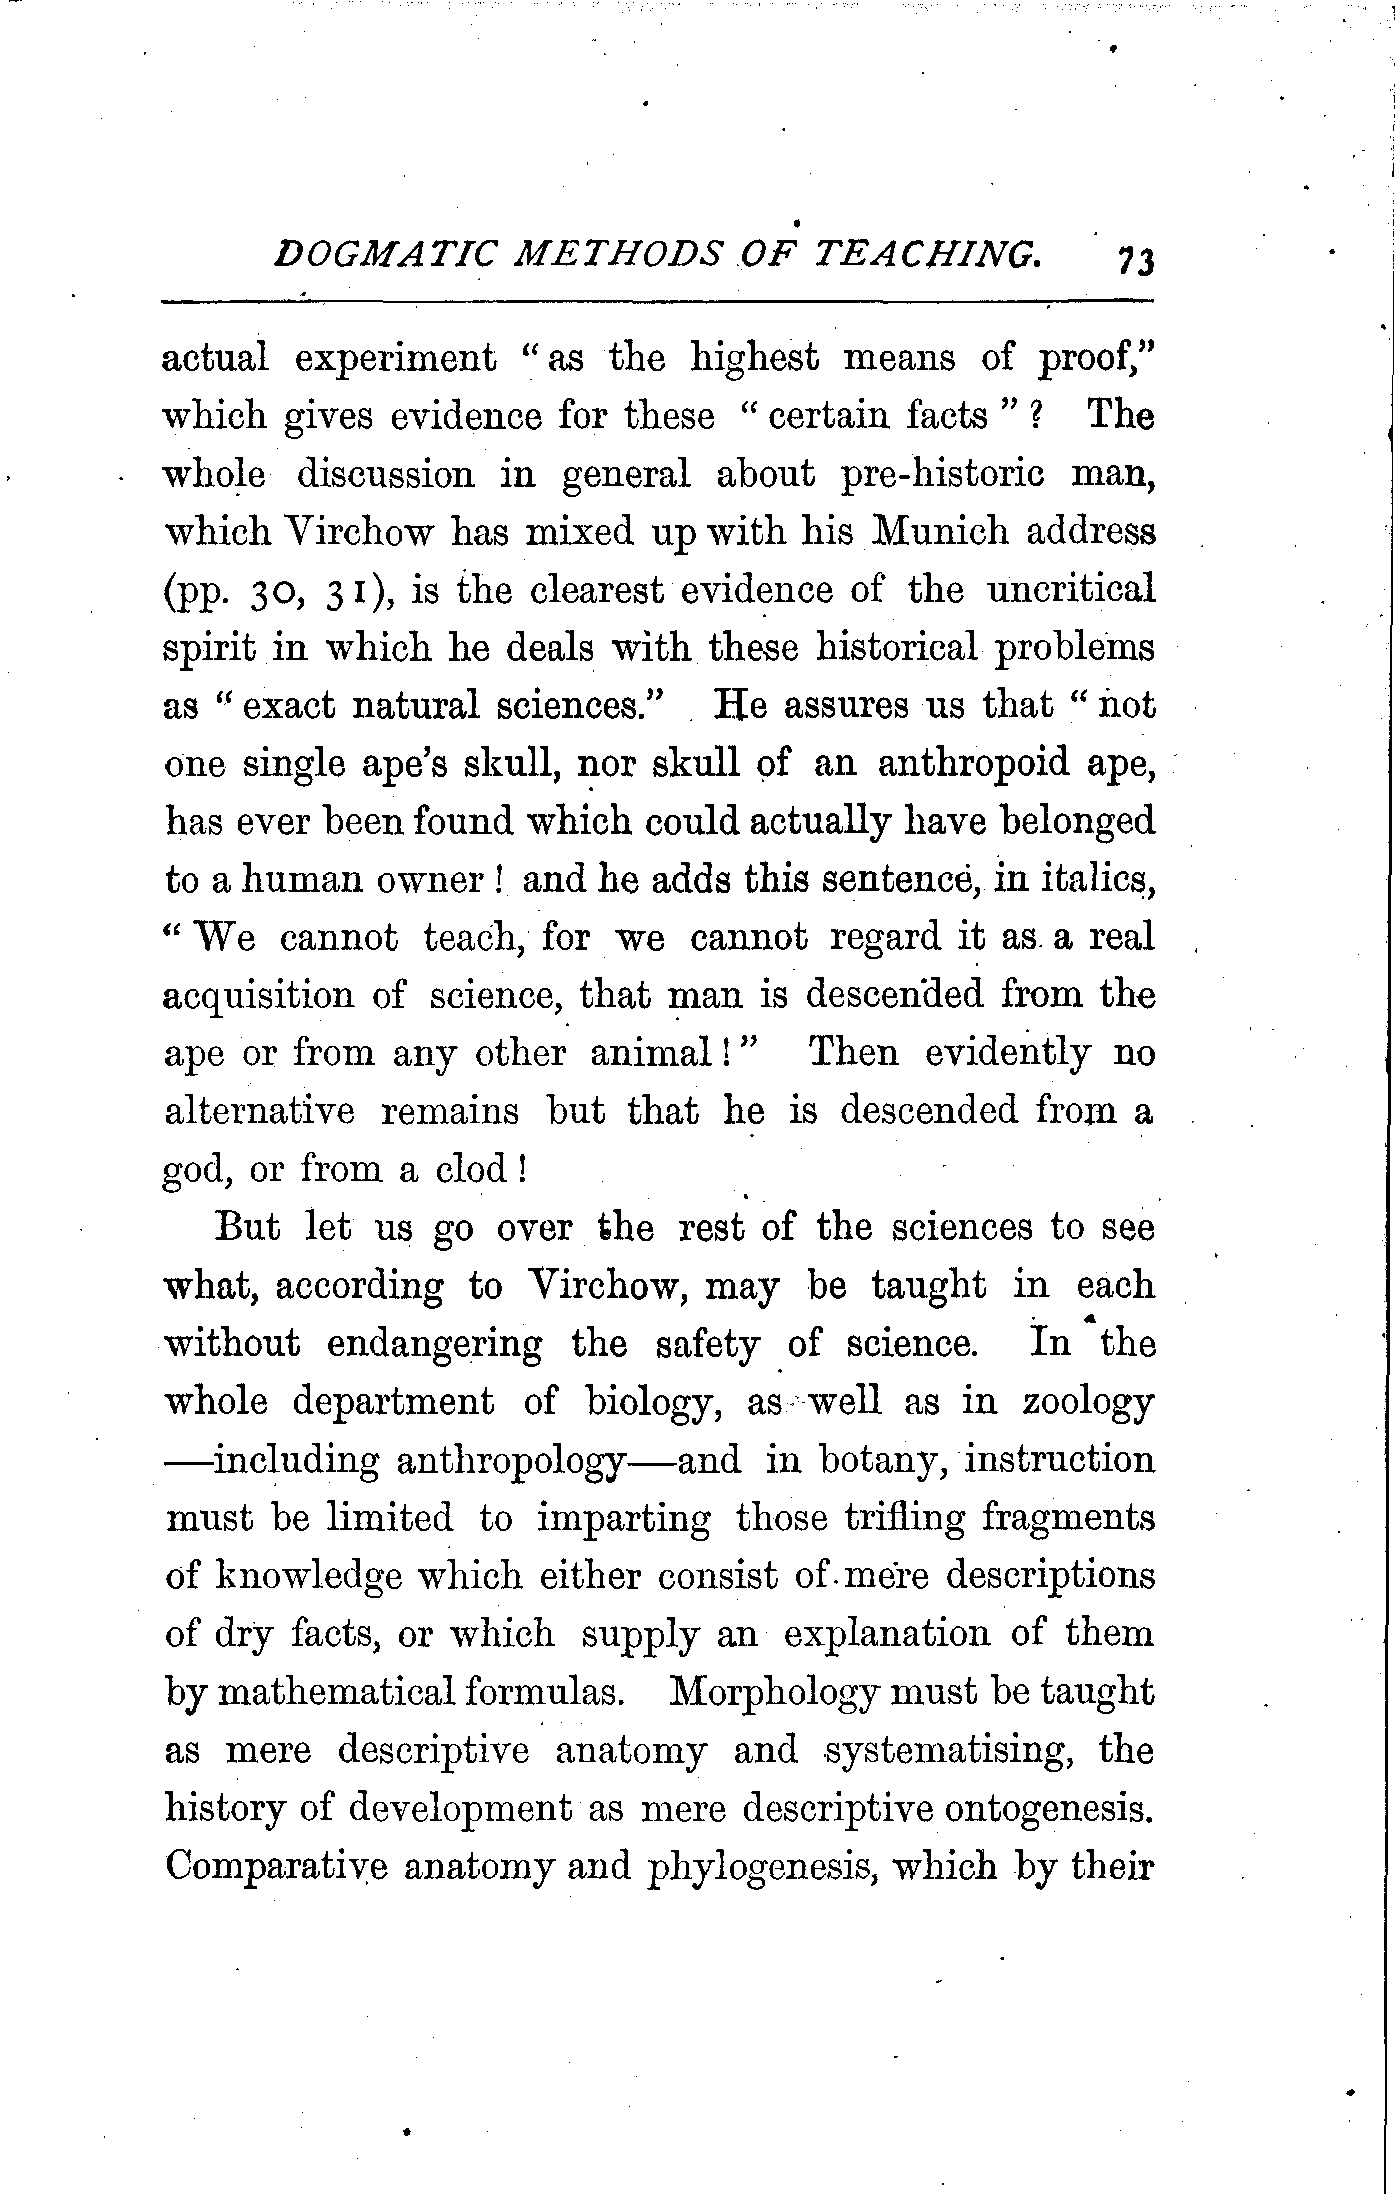 DOGMATIC METHODS OF TEACHING. 73
actual experiment “ as the highest means of proof,”
which gives evidence for these “ certain facts ” ? The
whole discussion in general about pre-historic man,
which Virchow has mixed up with his Munich address
(pp. 30, 31), is the clearest evidence of the uncritical
spirit in which he deals with these historical problems
as “ exact natural sciences.” He assures us that “ not
one single ape’s skull, nor skull of an anthropoid ape,
has ever been found which could actually have belonged
to a human owner ! and he adds this sentence, in italics,
“ We cannot teach, for we cannot regard it as a real
acquisition of science, that man is descended from the
ape or from any other animal ! ” Then evidently no
alternative remains but that he is descended from a
god, or from a clod !
But let us go over the rest of the sciences to see
what, according to Virchow, may be taught in each
without endangering the safety of science. In the
whole department of biology, as well as in zoology
—including anthropology—and in botany, instruction
must be limited to imparting those trifling fragments
of knowledge which either consist of mere descriptions
of dry facts, or which supply an explanation of them
by mathematical formulas. Morphology must be taught
as mere descriptive anatomy and systematising, the
history of development as mere descriptive ontogenesis.
Comparative anatomy and phylogenesis, which by their